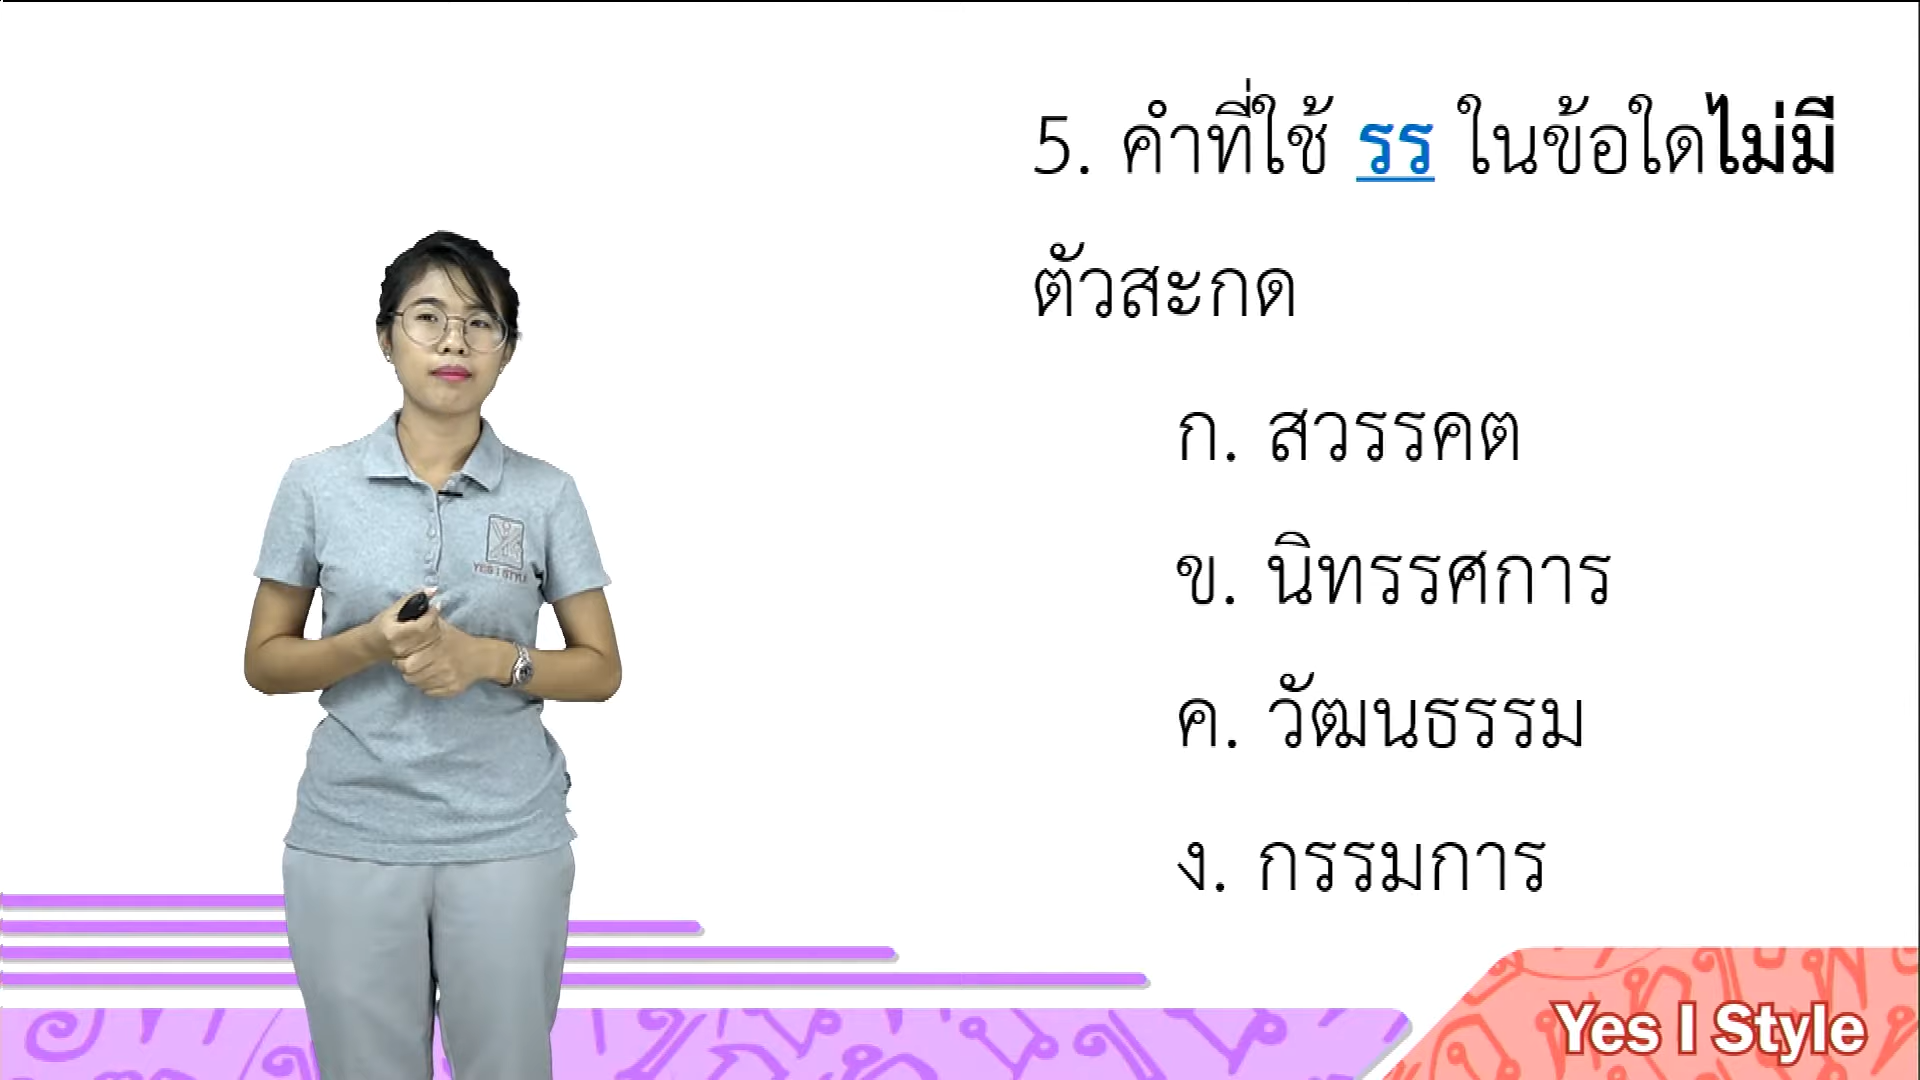 5. คำที่ใช้ รร ในข้อใดไม่มี
ตัวสะกด
ก. สวรรคต
ข. นิทรรศการ
ค. วัฒนธรรม
ง. กรรมการ
YES I STYLE
Yes I Style